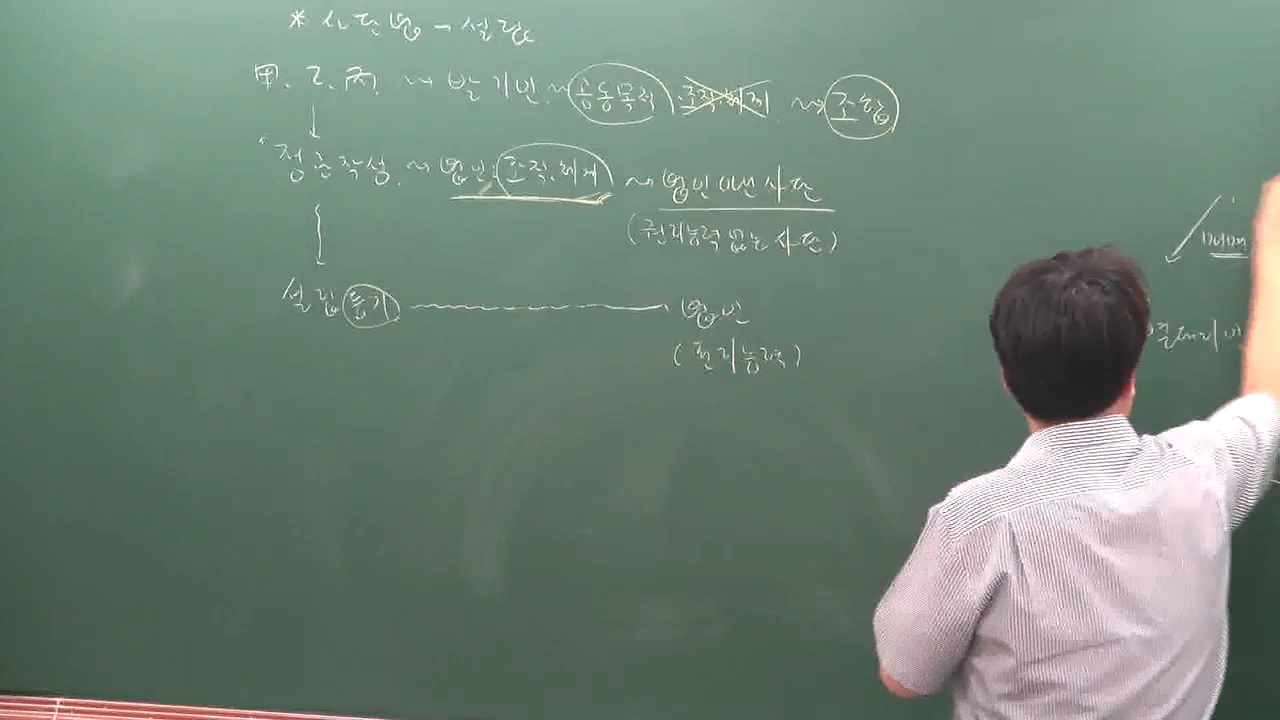 * 사단법인 - 설립
甲. 乙. 丙 → 발기인. 공동목적 조직.체계 → 조합
정관작성. → 법인: 조직.체계 → 법인 아닌 사단
(권리능력 없는 사단)
설립등기 → 법인
(권리능력)